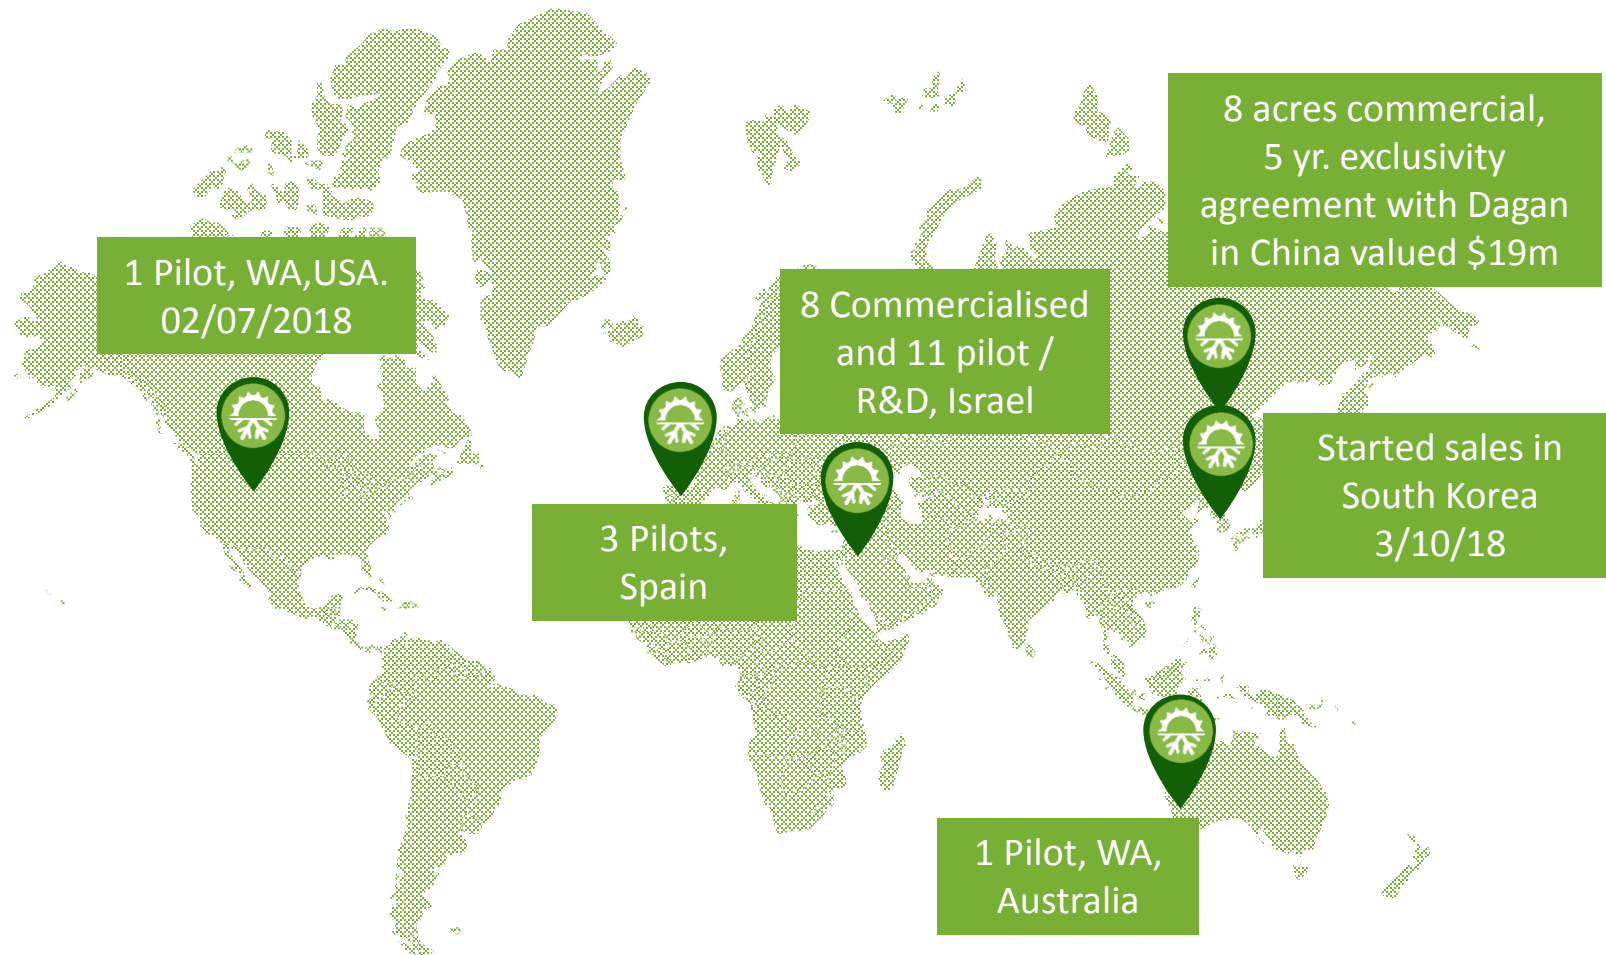 8 acres commercial,
5 yr. exclusivity
agreement with Dagan
in China valued $19m
1 Pilot, WA,USA.
02/07/2018
8 Commercialised
and 11 pilot /
R&D, Israel
Started sales in
South Korea
3/10/18
3 Pilots,
Spain
1 Pilot, WA,
Australia